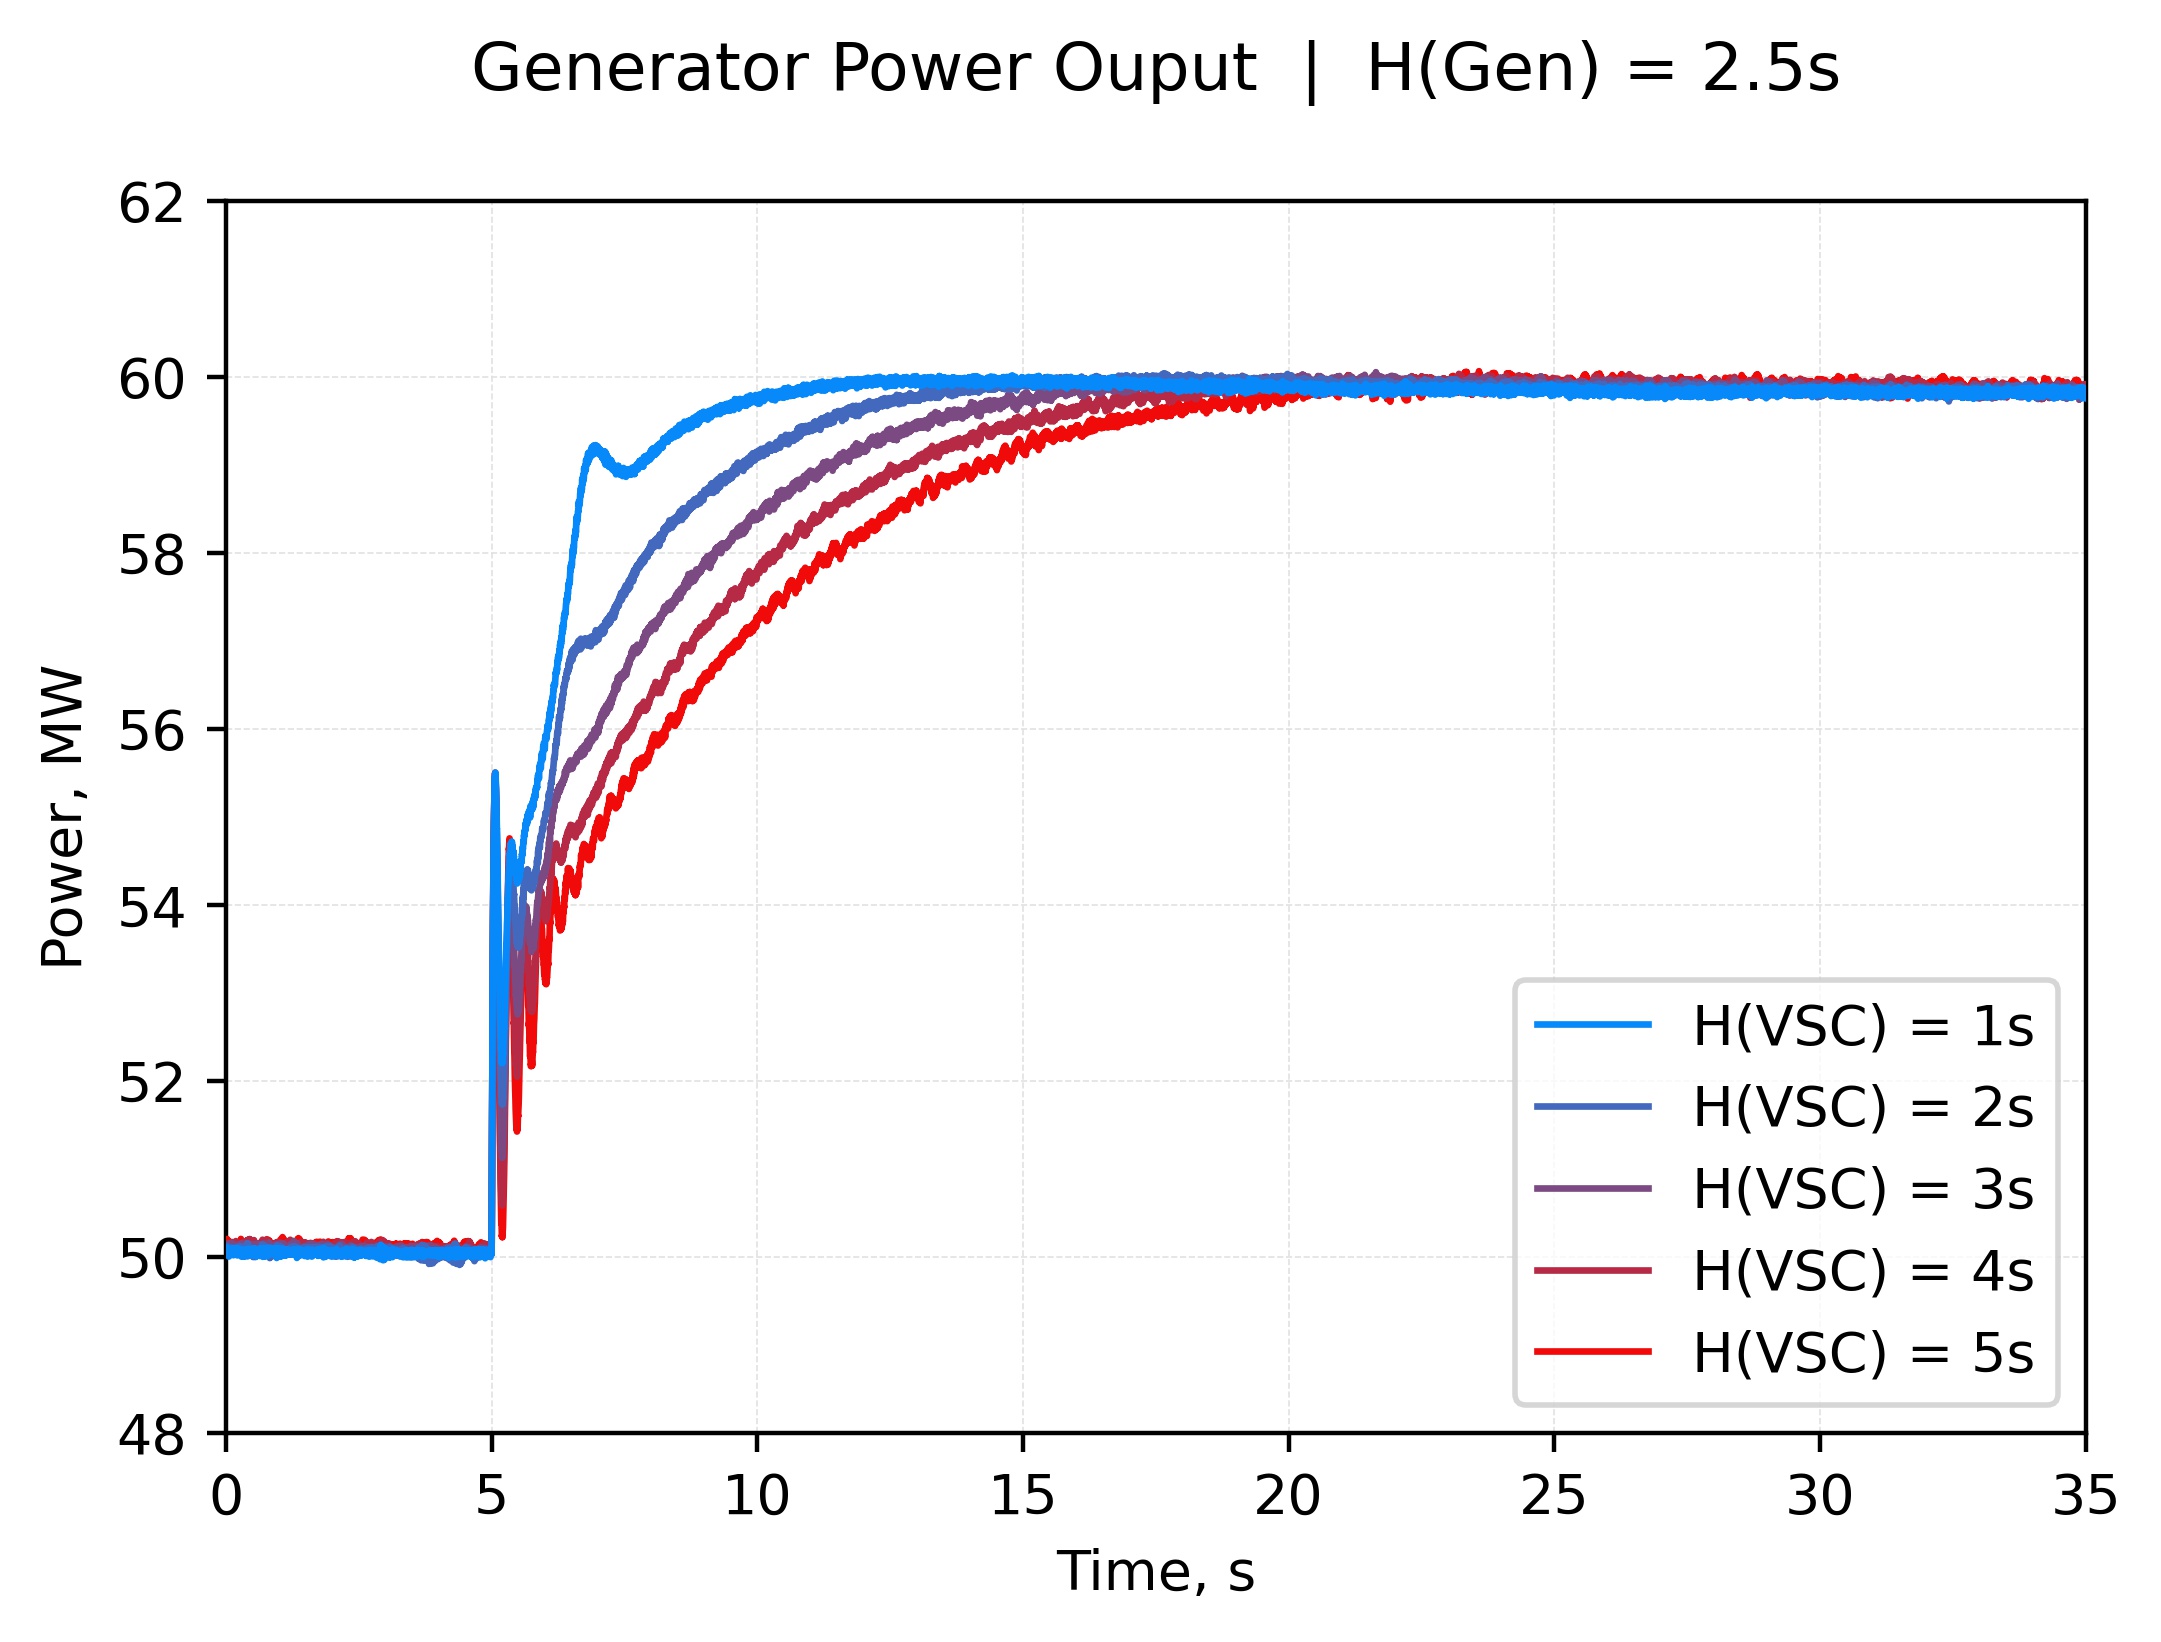 Generator Power Ouput | H(Gen) = 2.5s
62
60
58
56
54
52
50
48
Power, MW
H(VSC) = 1s
H(VSC) = 2s
H(VSC) = 3s
H(VSC) = 4s
H(VSC) = 5s
0 5 10 15 20 25 30 35
Time, s